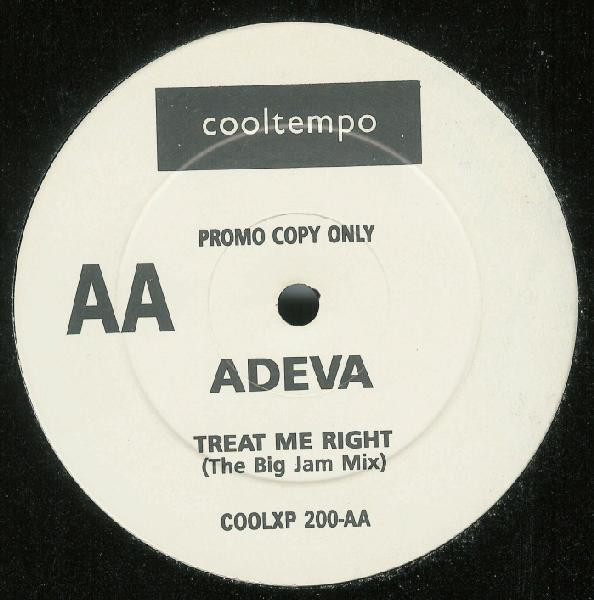 cooltempo
PROMO COPY ONLY
AA
ADEVA
TREAT ME RIGHT
(The Big Jam Mix)
COOLXP 200-AA